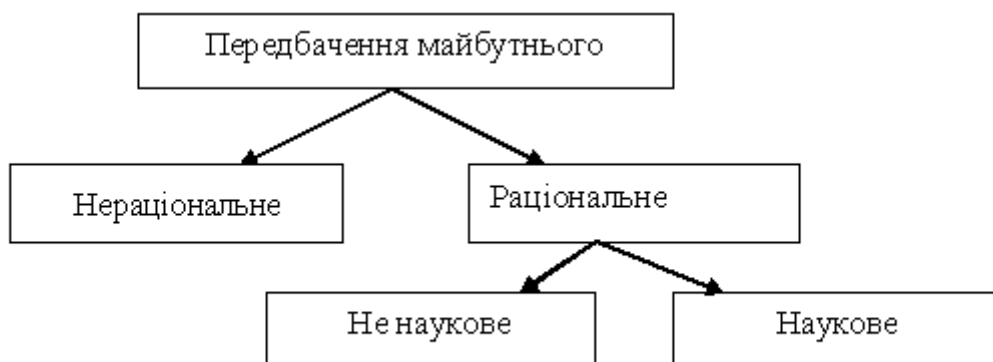 Передбачення майбутнього
Нераціональне
Раціональне
Не наукове
Наукове